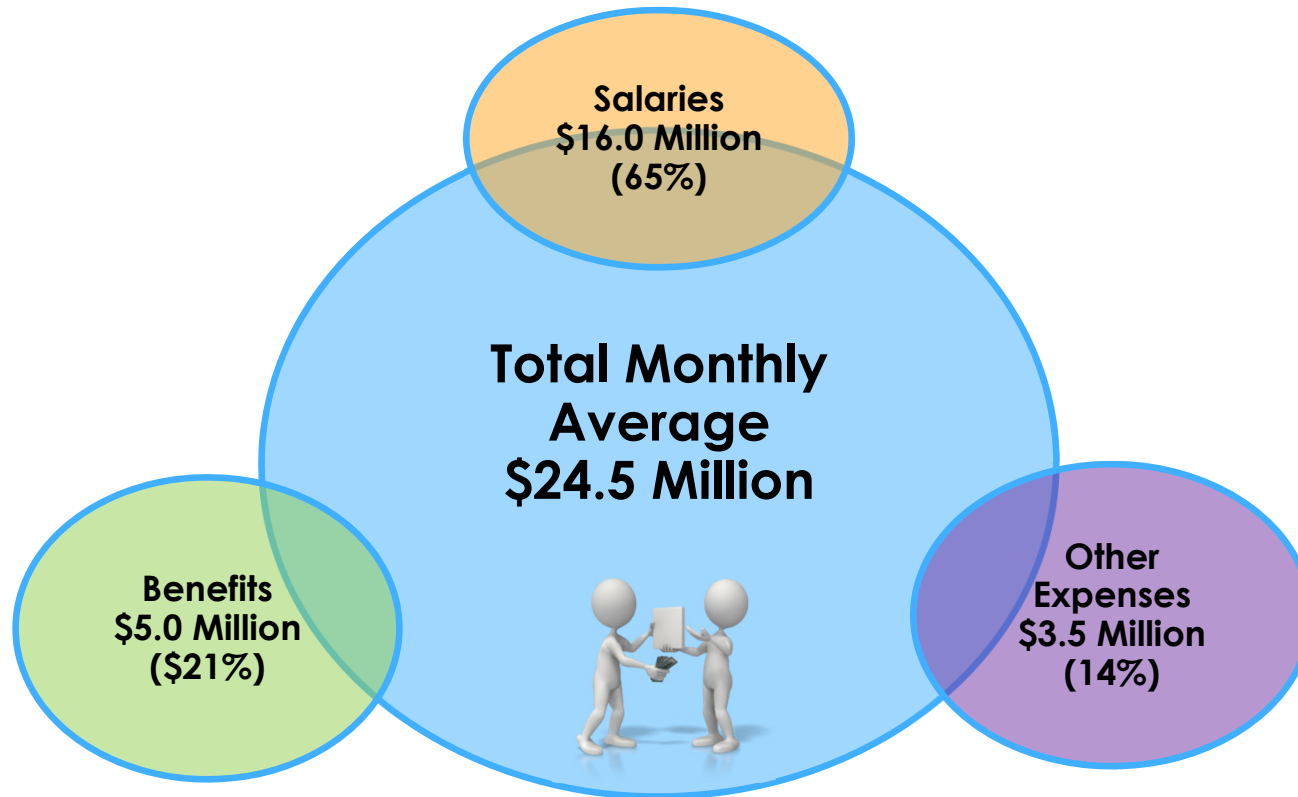 Salaries
$16.0 Million
(65%)
Total Monthly
Average
$24.5 Million
Benefits
$5.0 Million
($21%)
Other
Expenses
$3.5 Million
(14%)